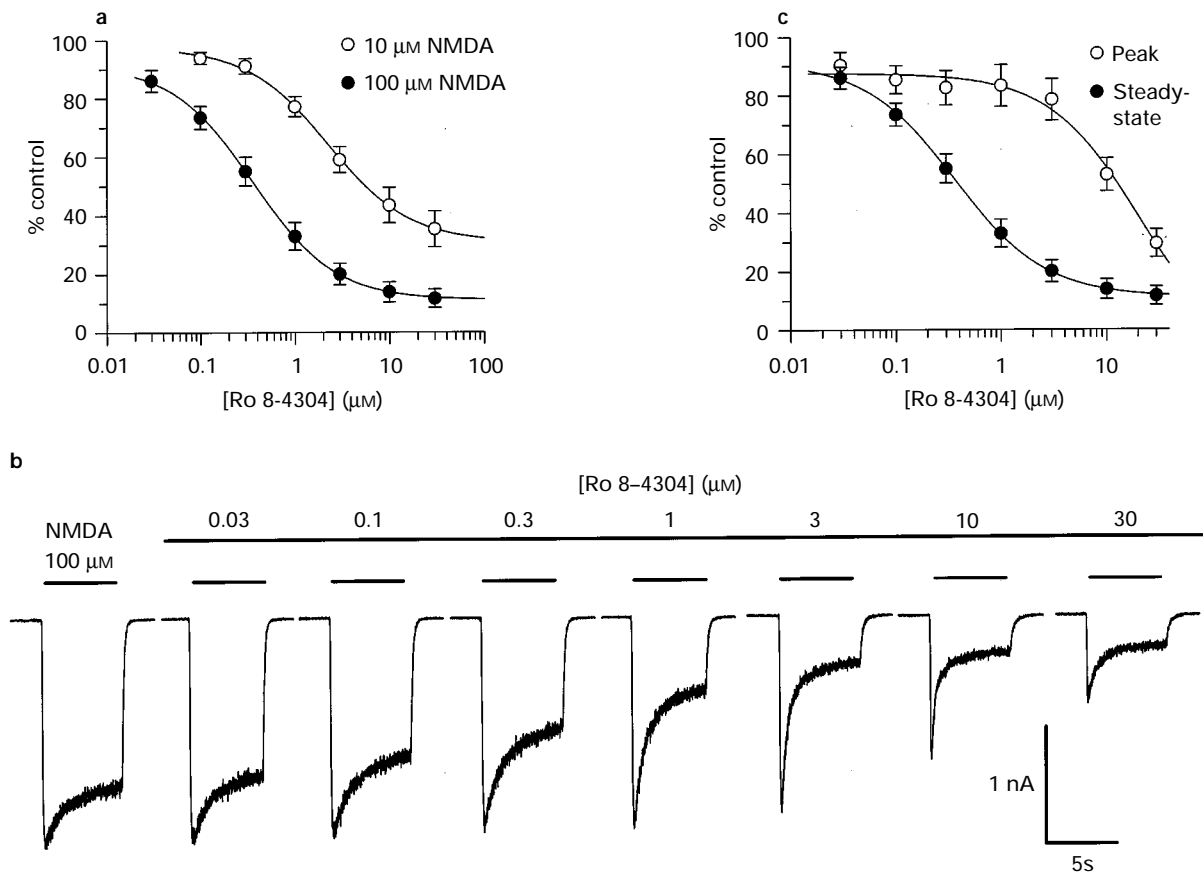 a
100
80
60
40
20
0
% control
10 μM NMDA
100 μM NMDA
0.01 0.1 1 10 100
[Ro 8-4304] (μM)
c
100
80
60
40
20
0
% control
Peak
Steady-
state
0.01 0.1 1 10
[Ro 8-4304] (μM)
b
[Ro 8–4304] (μM)
NMDA
100 μM
0.03 0.1 0.3 1 3 10 30
1 nA
5s